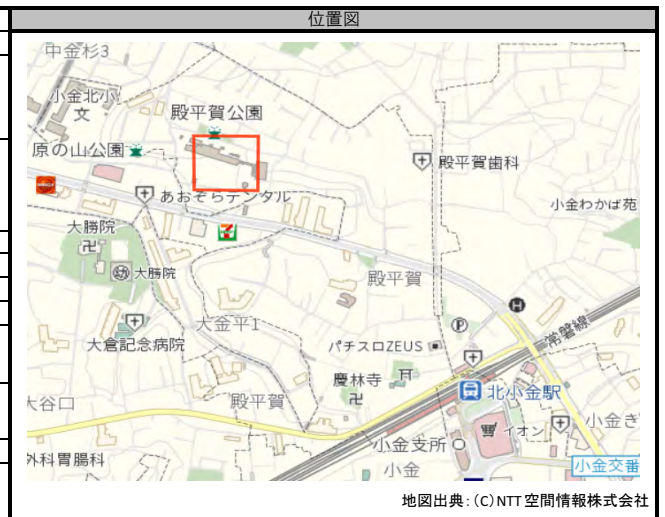 位置図
中金杉3
小金北小
文
殿平賀公園
原の山公園
殿平賀歯科
あおぞらデンタル
小金わかば苑
大勝院
卍
7
大勝院
殿平賀
H
P
大金平1
大倉記念病院
パチスロZEUS
常磐線
慶林寺
卍
北小金駅
大谷口
殿平賀
イオン
小金き
小金支所
外科胃腸科
小金
小金交番
地図出典:(C)NTT空間情報株式会社